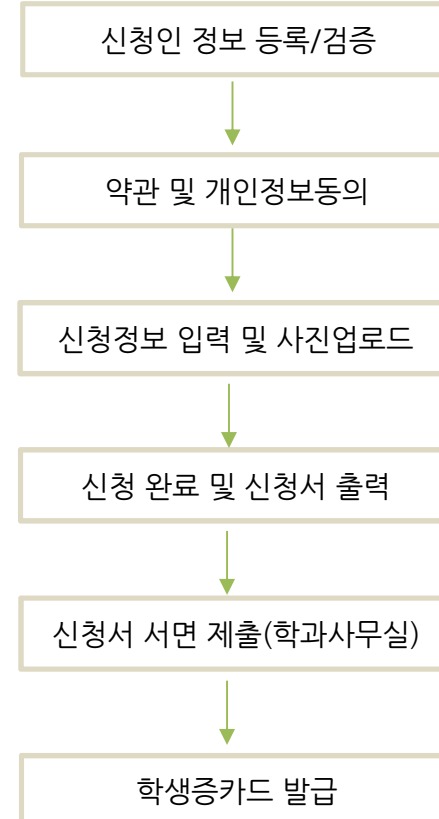 신청인 정보 등록/검증
약관 및 개인정보동의
신청정보 입력 및 사진업로드
신청 완료 및 신청서 출력
신청서 서면 제출(학과사무실)
학생증카드 발급